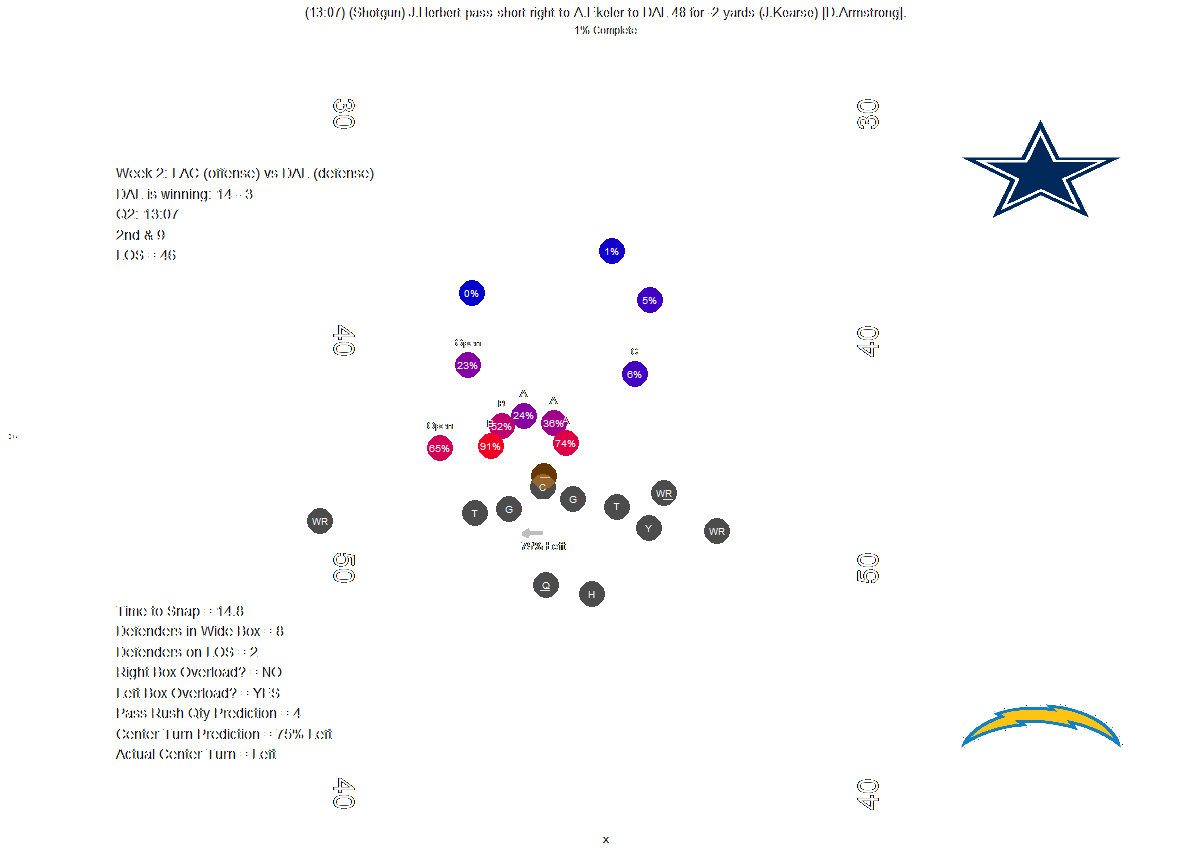 (13:07) (Shotgun) J.Herbert pass short right to A.Ekeler to DAL 48 for -2 yards (J.Kearse) [D.Armstrong].
1% Complete
30 30
Week 2: LAC (offense) vs DAL (defense)
DAL is winning: 14 - 3
Q2: 13:07
2nd & 9
LOS = 46
1%
0%
5%
40 40
Open
23%
C
6%
A
A
B
24%
52%
36%
A
Open
B
65%
91%
74%
C
WR
G
G
T
T
WR
Y
WR
75% Left
50 50
Q
H
Time to Snap = 14.8
Defenders in Wide Box = 8
Defenders on LOS = 2
Right Box Overload? = NO
Left Box Overload? = YES
Pass Rush Qty Prediction = 4
Center Turn Prediction = 75% Left
Actual Center Turn = Left
40 40
x